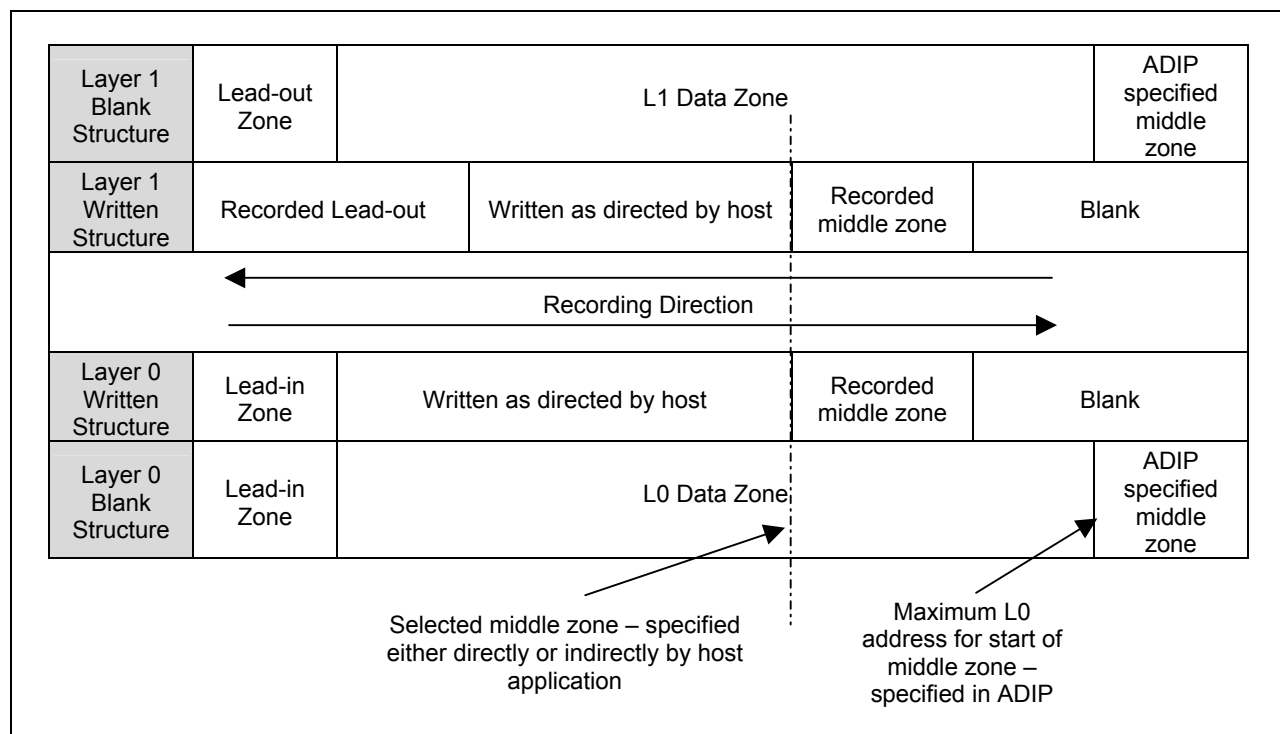 Layer 1
Blank
Structure
Lead-out
Zone
L1 Data Zone
ADIP
specified
middle
zone
Layer 1
Written
Structure
Recorded Lead-out
Written as directed by host
Recorded
middle zone
Blank
Recording Direction
Layer 0
Written
Structure
Lead-in
Zone
Written as directed by host
Recorded
middle zone
Blank
Layer 0
Blank
Structure
Lead-in
Zone
L0 Data Zone
ADIP
specified
middle
zone
Selected middle zone – specified
either directly or indirectly by host
application
Maximum L0
address for start of
middle zone –
specified in ADIP